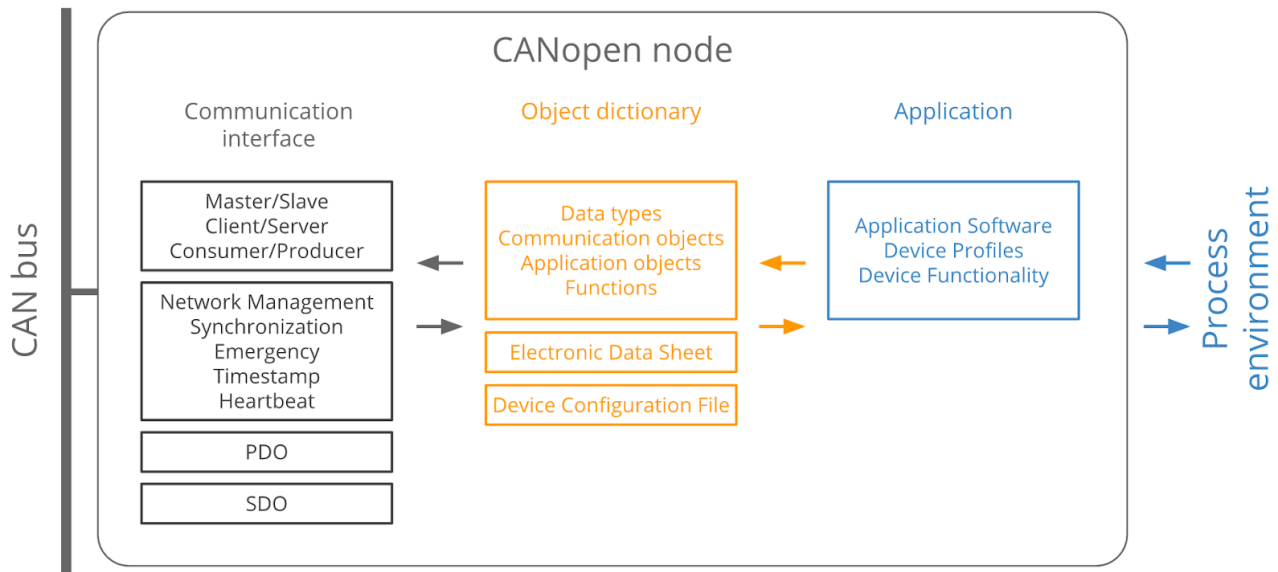 CANopen node
CAN bus
Communication
interface
Master/Slave
Client/Server
Consumer/Producer
Network Management
Synchronization
Emergency
Timestamp
Heartbeat
PDO
SDO
Object dictionary
Data types
Communication objects
Application objects
Functions
Electronic Data Sheet
Device Configuration File
Application
Application Software
Device Profiles
Device Functionality
Process
environment